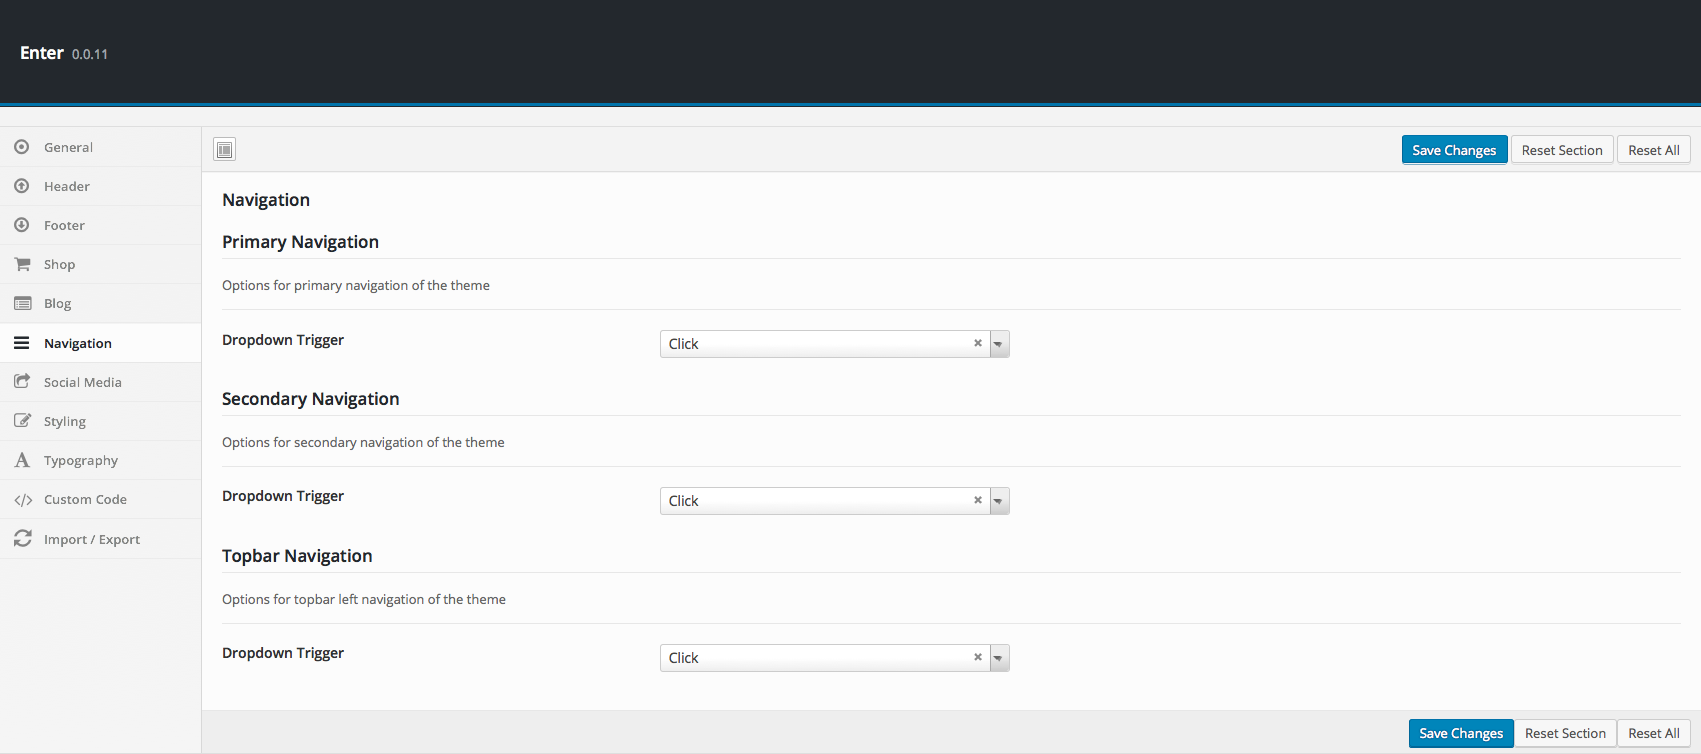 Enter 0.0.11
General
Header
Footer
Shop
Blog
Navigation
Social Media
Styling
Typography
Custom Code
Import / Export
Save Changes Reset Section Reset All
Navigation
Primary Navigation
Options for primary navigation of the theme
Dropdown Trigger Click
Secondary Navigation
Options for secondary navigation of the theme
Dropdown Trigger Click
Topbar Navigation
Options for topbar left navigation of the theme
Dropdown Trigger Click
Save Changes Reset Section Reset All